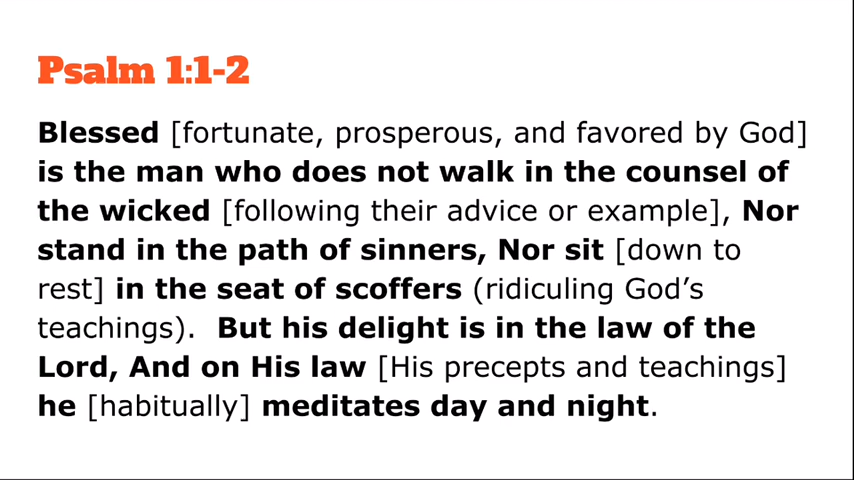 Psalm 1:1-2
Blessed [fortunate, prosperous, and favored by God]
is the man who does not walk in the counsel of
the wicked [following their advice or example], Nor
stand in the path of sinners, Nor sit [down to
rest] in the seat of scoffers (ridiculing God’s
teachings).  But his delight is in the law of the
Lord, And on His law [His precepts and teachings]
he [habitually] meditates day and night.